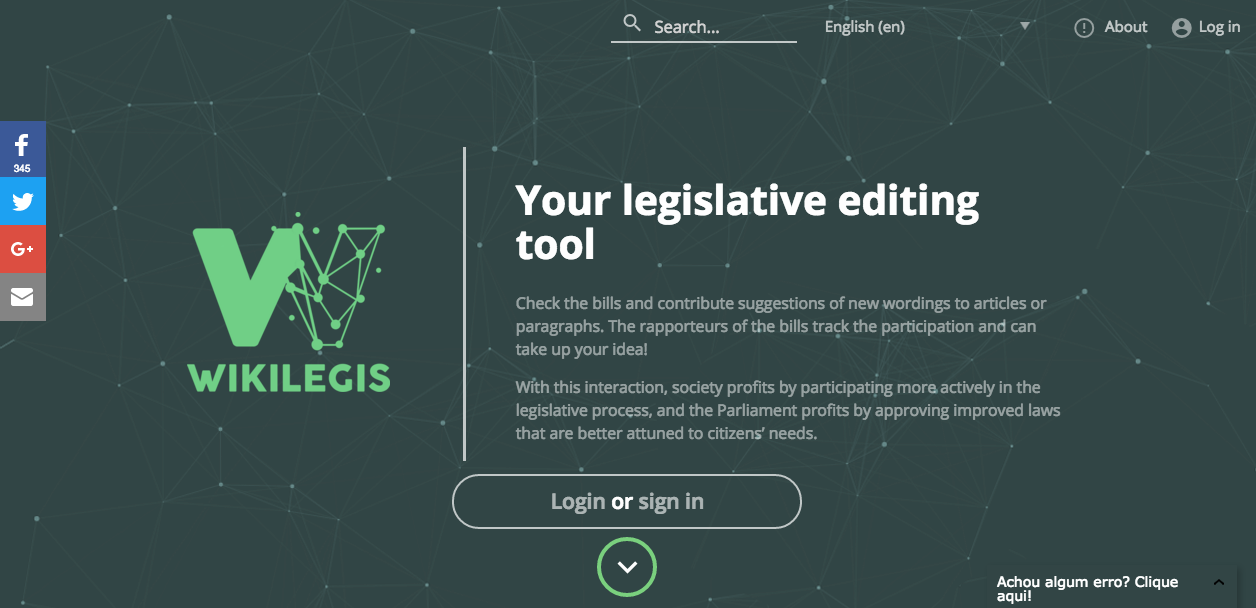 Search...
English (en)
About
Log in
345
G+
WIKILEGIS
Your legislative editing
tool
Check the bills and contribute suggestions of new wordings to articles or
paragraphs. The rapporteurs of the bills track the participation and can
take up your idea!
With this interaction, society profits by participating more actively in the
legislative process, and the Parliament profits by approving improved laws
that are better attuned to citizens’ needs.
Login or sign in
Achou algum erro? Clique
aqui!